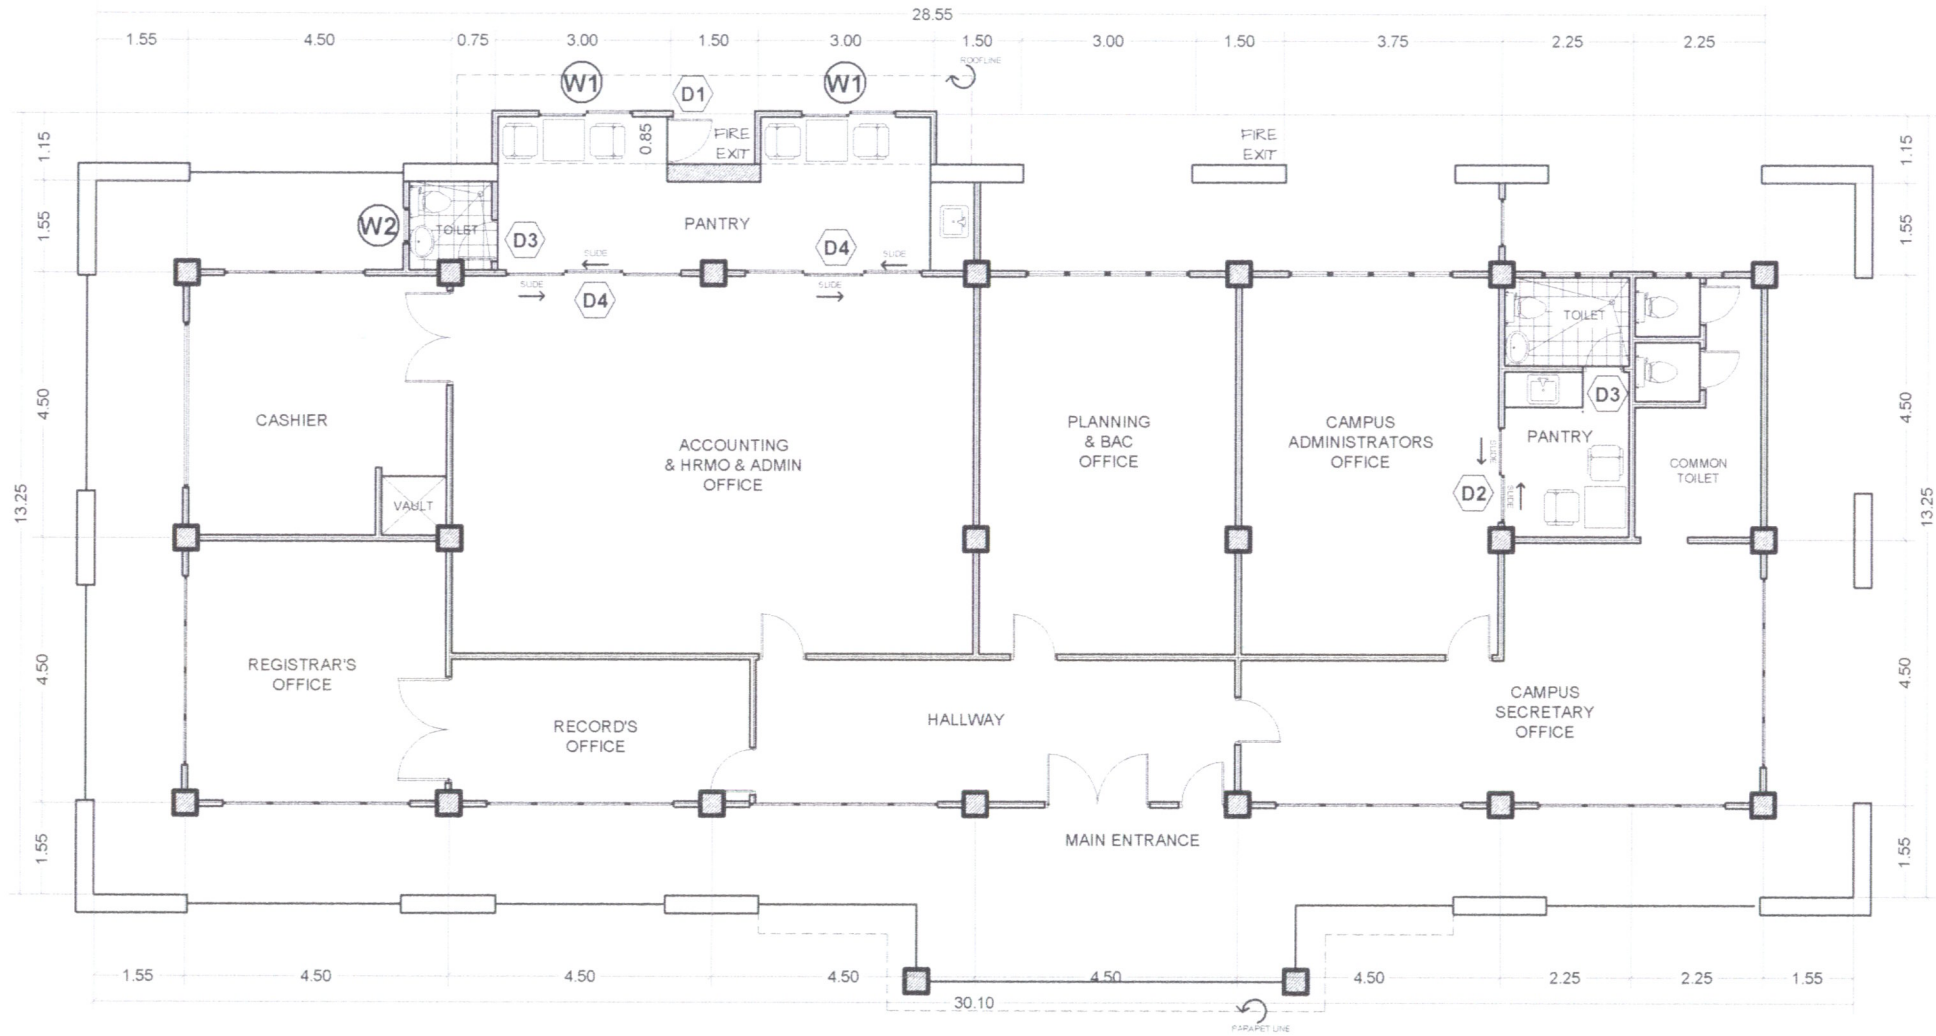 28.55
1.55 4.50 0.75 3.00 1.50 3.00 1.50 3.00 1.50 3.75 2.25 2.25
ROOFLINE
W1 D1 W1
0.85
FIRE
EXIT
FIRE
EXIT
1.15
1.15
W2
TOILET
D3
PANTRY
D4
1.55
1.55
SLIDE
SLIDE
SLIDE
SLIDE
D4
TOILET
D3
4.50
4.50
CASHIER
ACCOUNTING
& HRMO & ADMIN
OFFICE
PLANNING
& BAC
OFFICE
CAMPUS
ADMINISTRATORS
OFFICE
PANTRY
SLIDE
SLIDE
D2
COMMON
TOILET
VAULT
13.25
13.25
REGISTRAR'S
OFFICE
4.50
4.50
RECORD'S
OFFICE
HALLWAY
CAMPUS
SECRETARY
OFFICE
MAIN ENTRANCE
1.55
1.55
1.55 4.50 4.50 4.50 4.50 4.50 2.25 2.25 1.55
30.10
PARAPET LINE